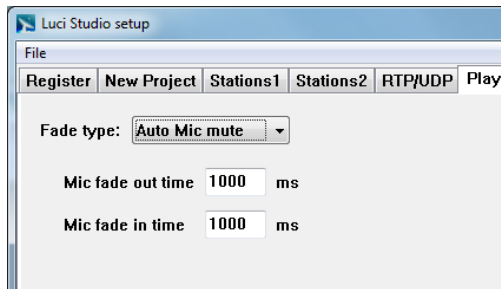 Luci Studio setup
File
Register New Project Stations1 Stations2 RTP/UDP Play
Fade type: Auto Mic mute
Mic fade out time 1000 ms
Mic fade in time 1000 ms